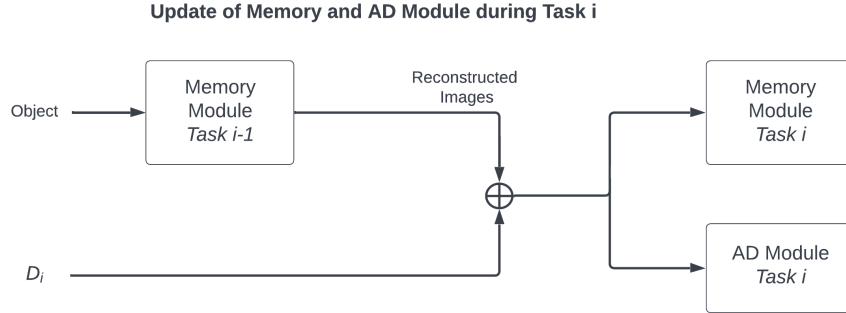 Update of Memory and AD Module during Task i
Object
Memory
Module
Task i-1
Reconstructed
Images
Memory
Module
Task i
Dᵢ
AD Module
Task i